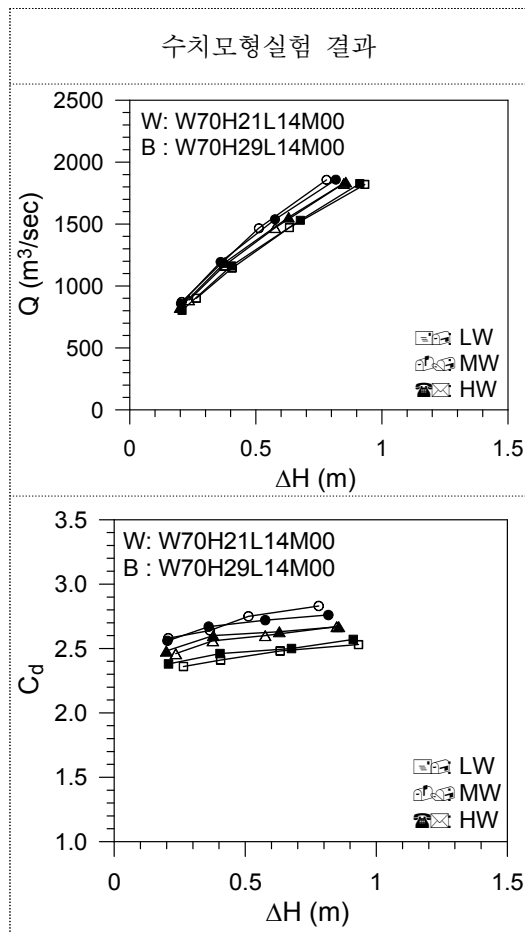 수치모형실험 결과
2500
2000
1500
1000
500
0
Q (m³/sec)
W: W70H21L14M00
B : W70H29L14M00
: LW
: MW
: HW
0 0.5 1 1.5
ΔH (m)
3.5
3.0
2.5
2.0
1.5
1.0
C_d
W: W70H21L14M00
B : W70H29L14M00
: LW
: MW
: HW
0 0.5 1 1.5
ΔH (m)